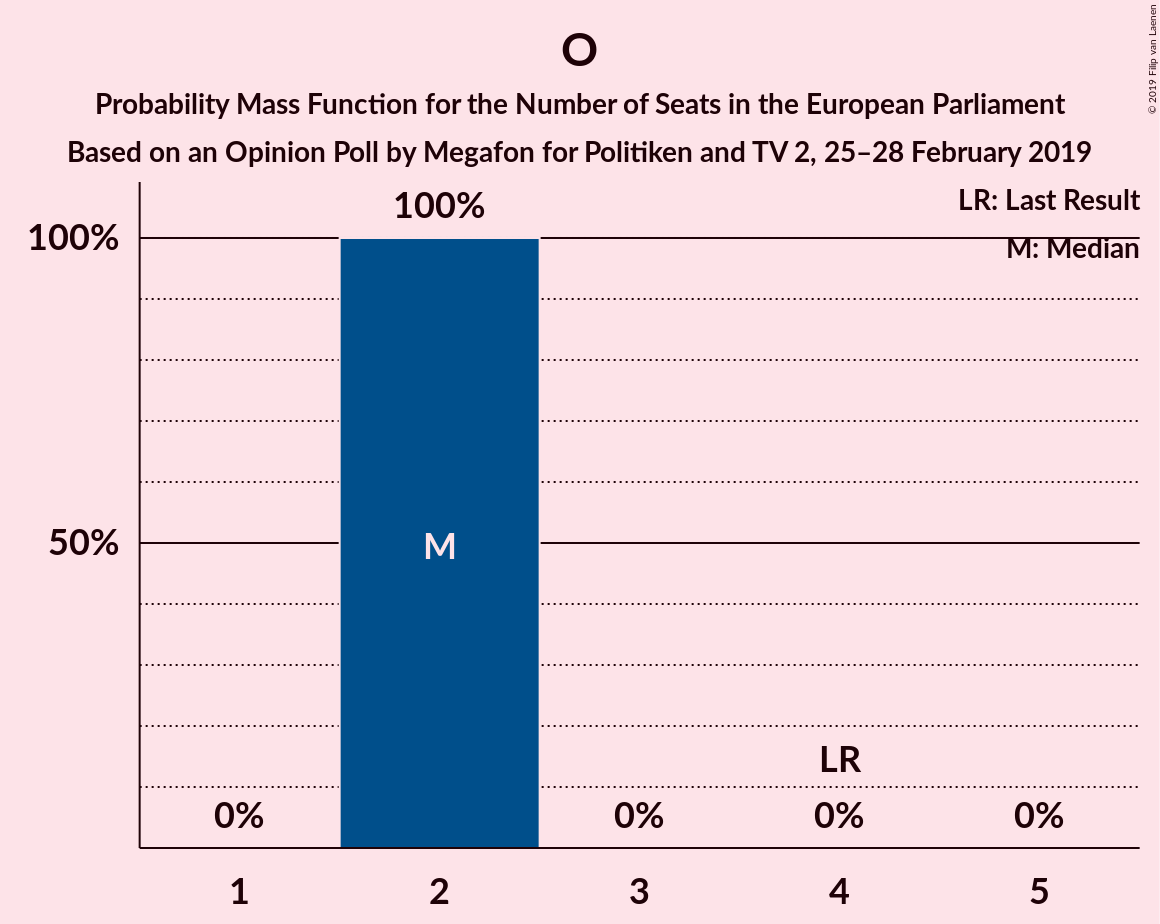 O
Probability Mass Function for the Number of Seats in the European Parliament
Based on an Opinion Poll by Megafon for Politiken and TV 2, 25–28 February 2019
© 2019 Filip van Laenen
LR: Last Result
M: Median
100%
100%
50%
M
LR
0%
0%
0%
0%
1
2
3
4
5